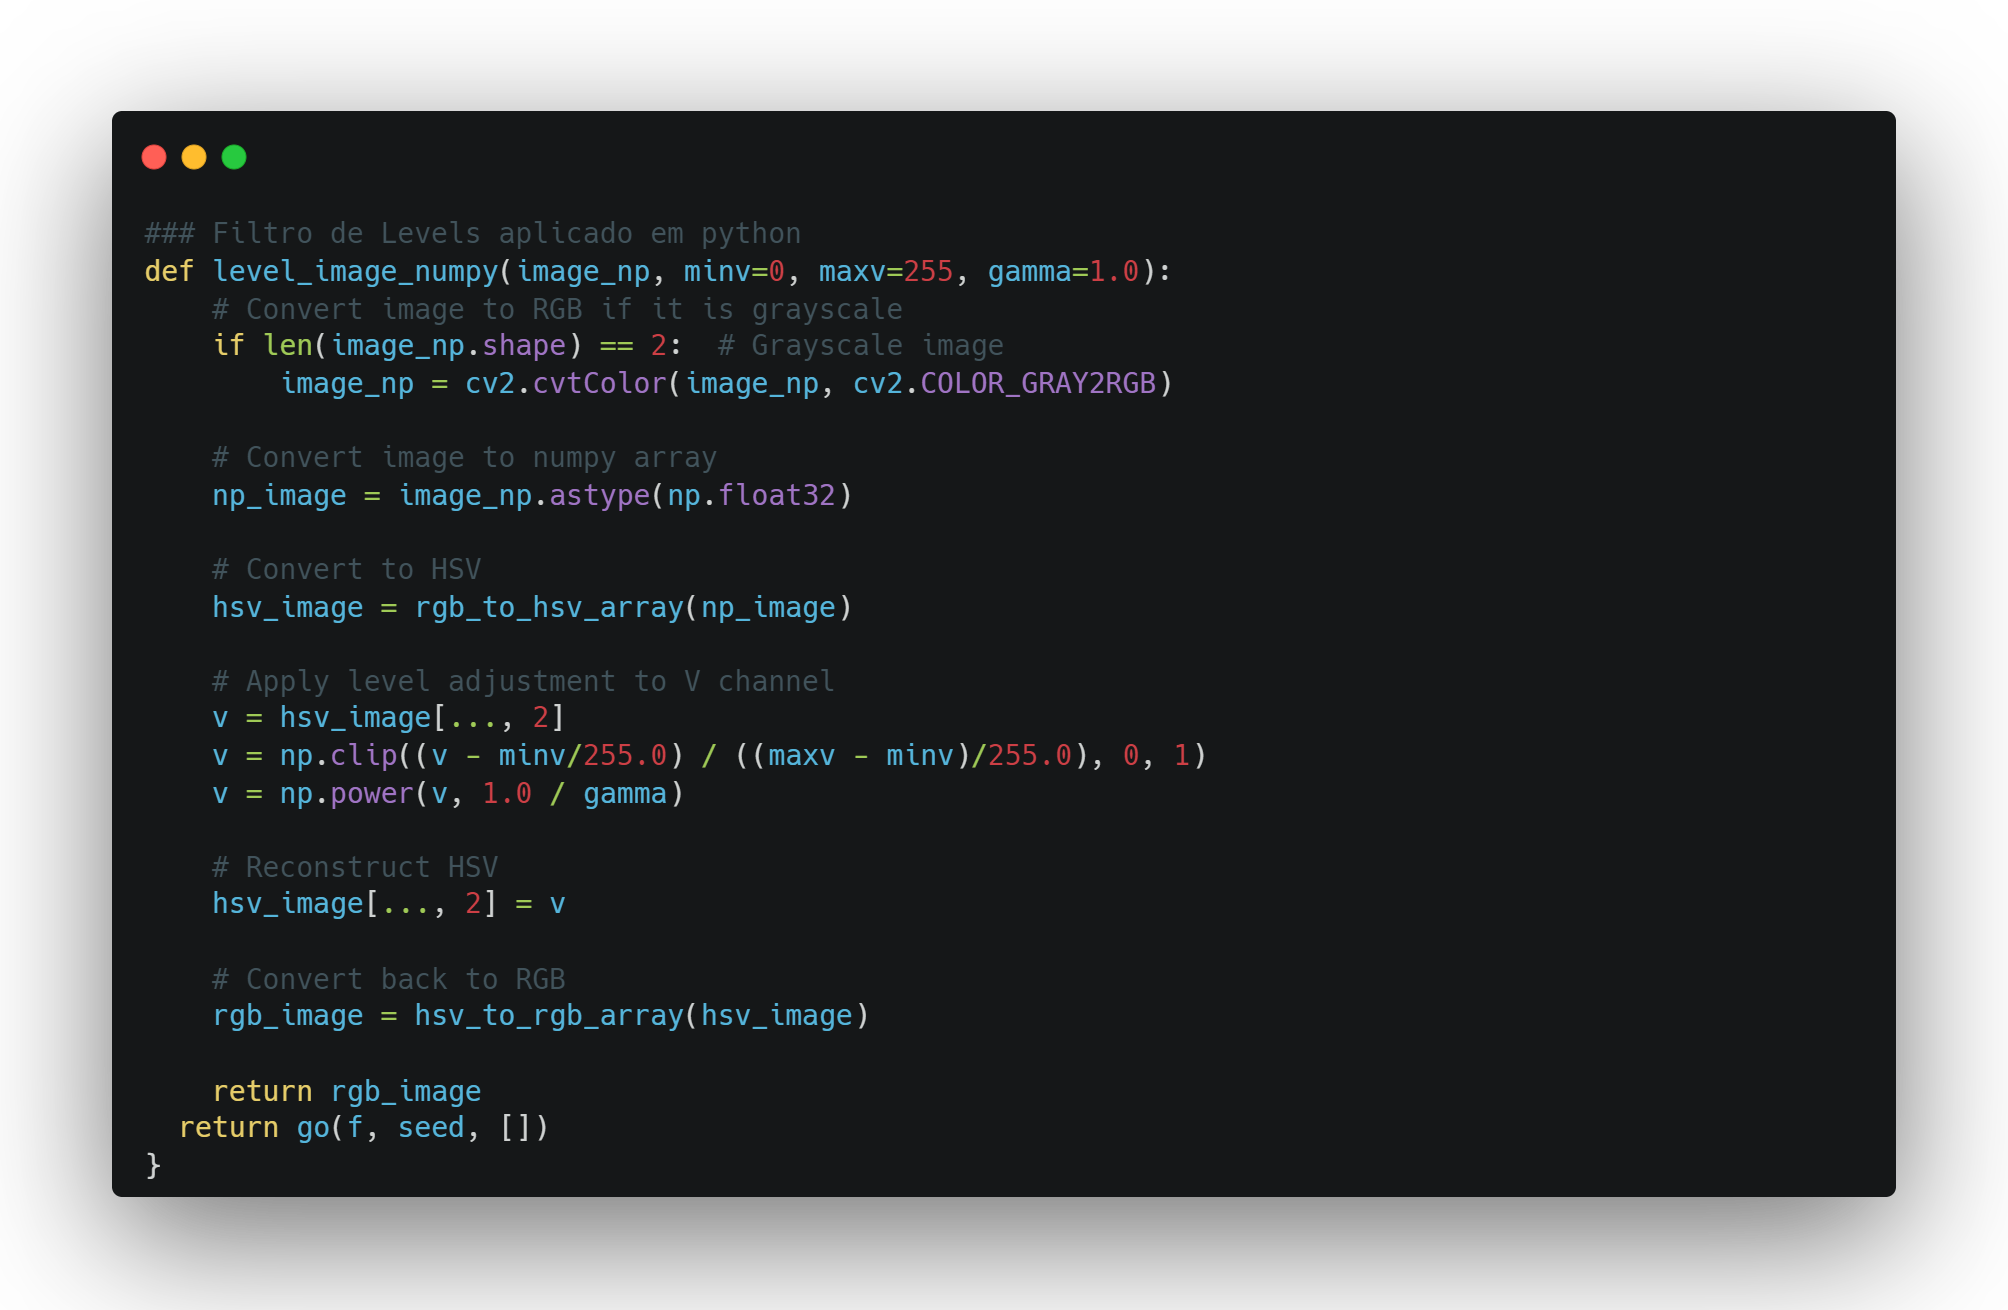 ### Filtro de Levels aplicado em python
def level_image_numpy(image_np, minv=0, maxv=255, gamma=1.0):
    # Convert image to RGB if it is grayscale
    if len(image_np.shape) == 2:  # Grayscale image
        image_np = cv2.cvtColor(image_np, cv2.COLOR_GRAY2RGB)

    # Convert image to numpy array
    np_image = image_np.astype(np.float32)

    # Convert to HSV
    hsv_image = rgb_to_hsv_array(np_image)

    # Apply level adjustment to V channel
    v = hsv_image[..., 2]
    v = np.clip((v - minv/255.0) / ((maxv - minv)/255.0), 0, 1)
    v = np.power(v, 1.0 / gamma)

    # Reconstruct HSV
    hsv_image[..., 2] = v

    # Convert back to RGB
    rgb_image = hsv_to_rgb_array(hsv_image)

    return rgb_image
  return go(f, seed, [])
}